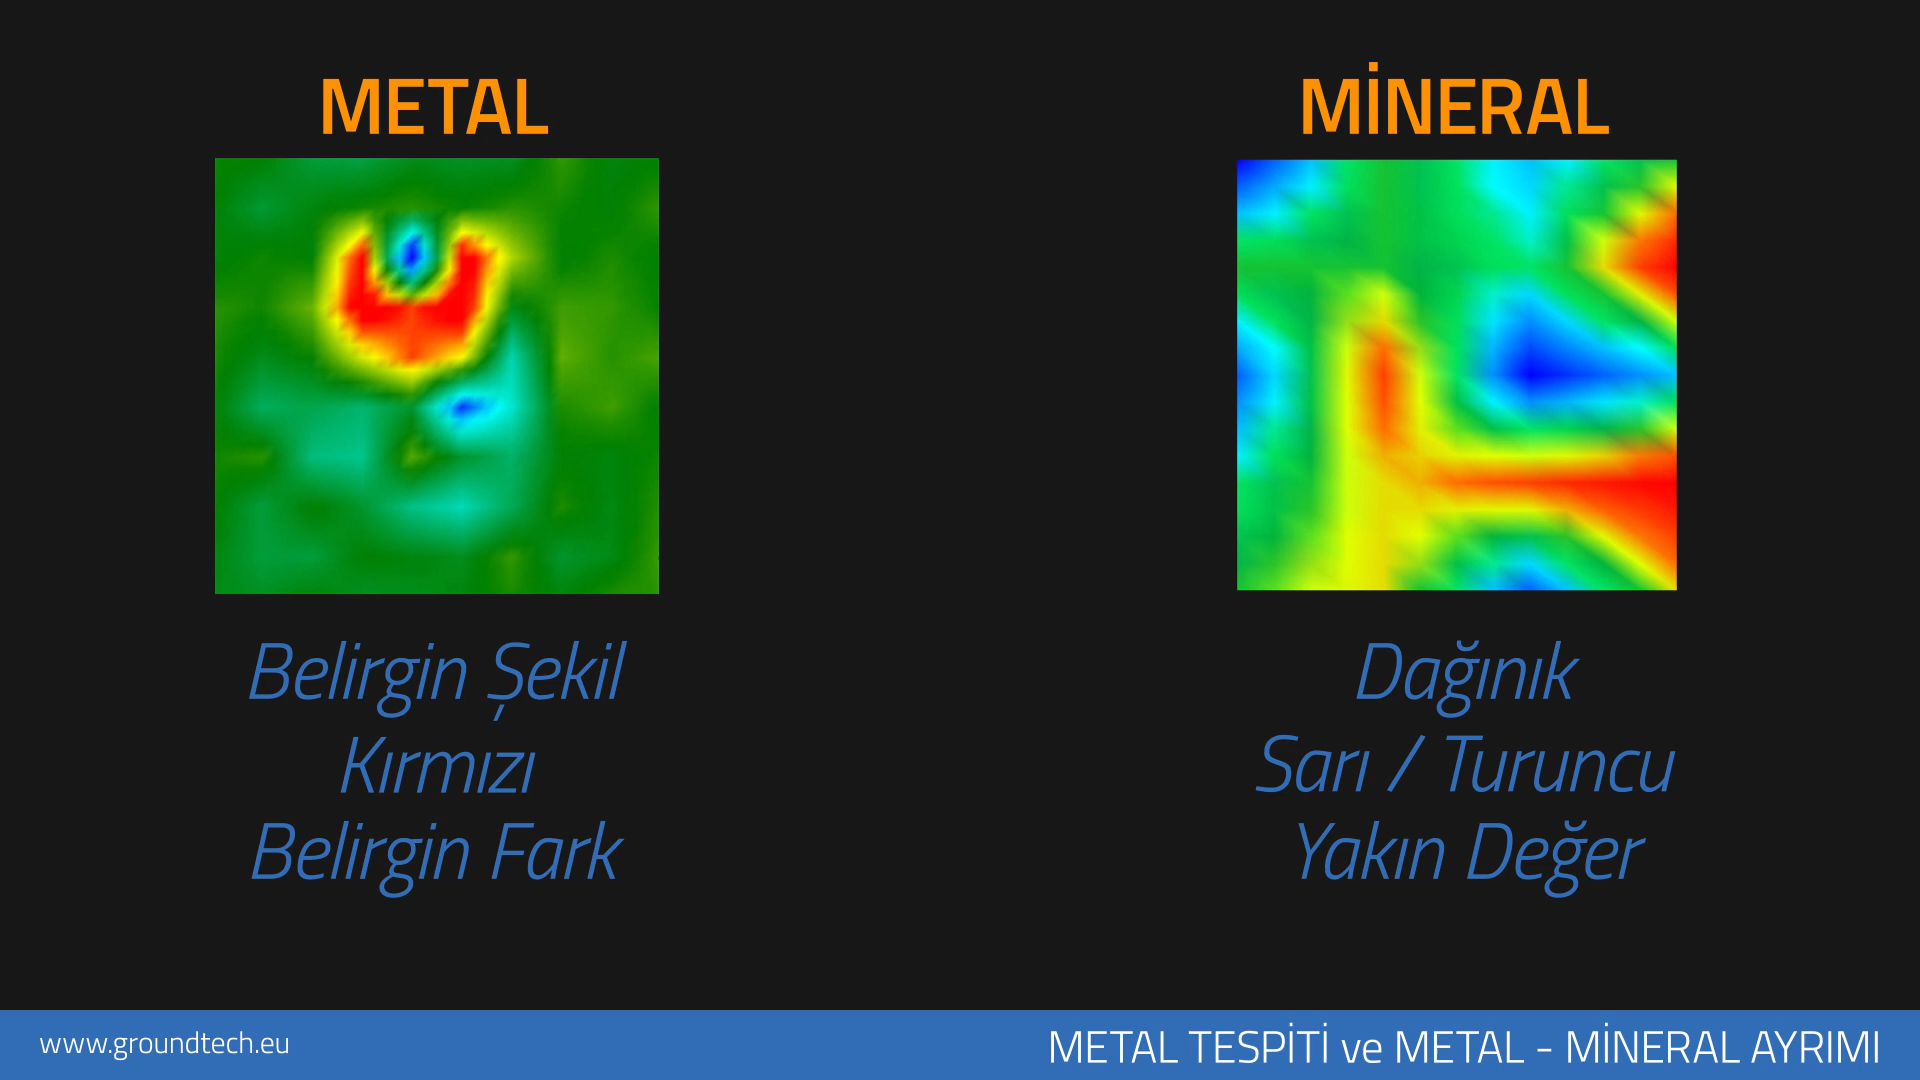 METAL
MİNERAL
Belirgin Şekil
Kırmızı
Belirgin Fark
Dağınık
Sarı / Turuncu
Yakın Değer
www.groundtech.eu
METAL TESPİTİ ve METAL - MİNERAL AYRIMI